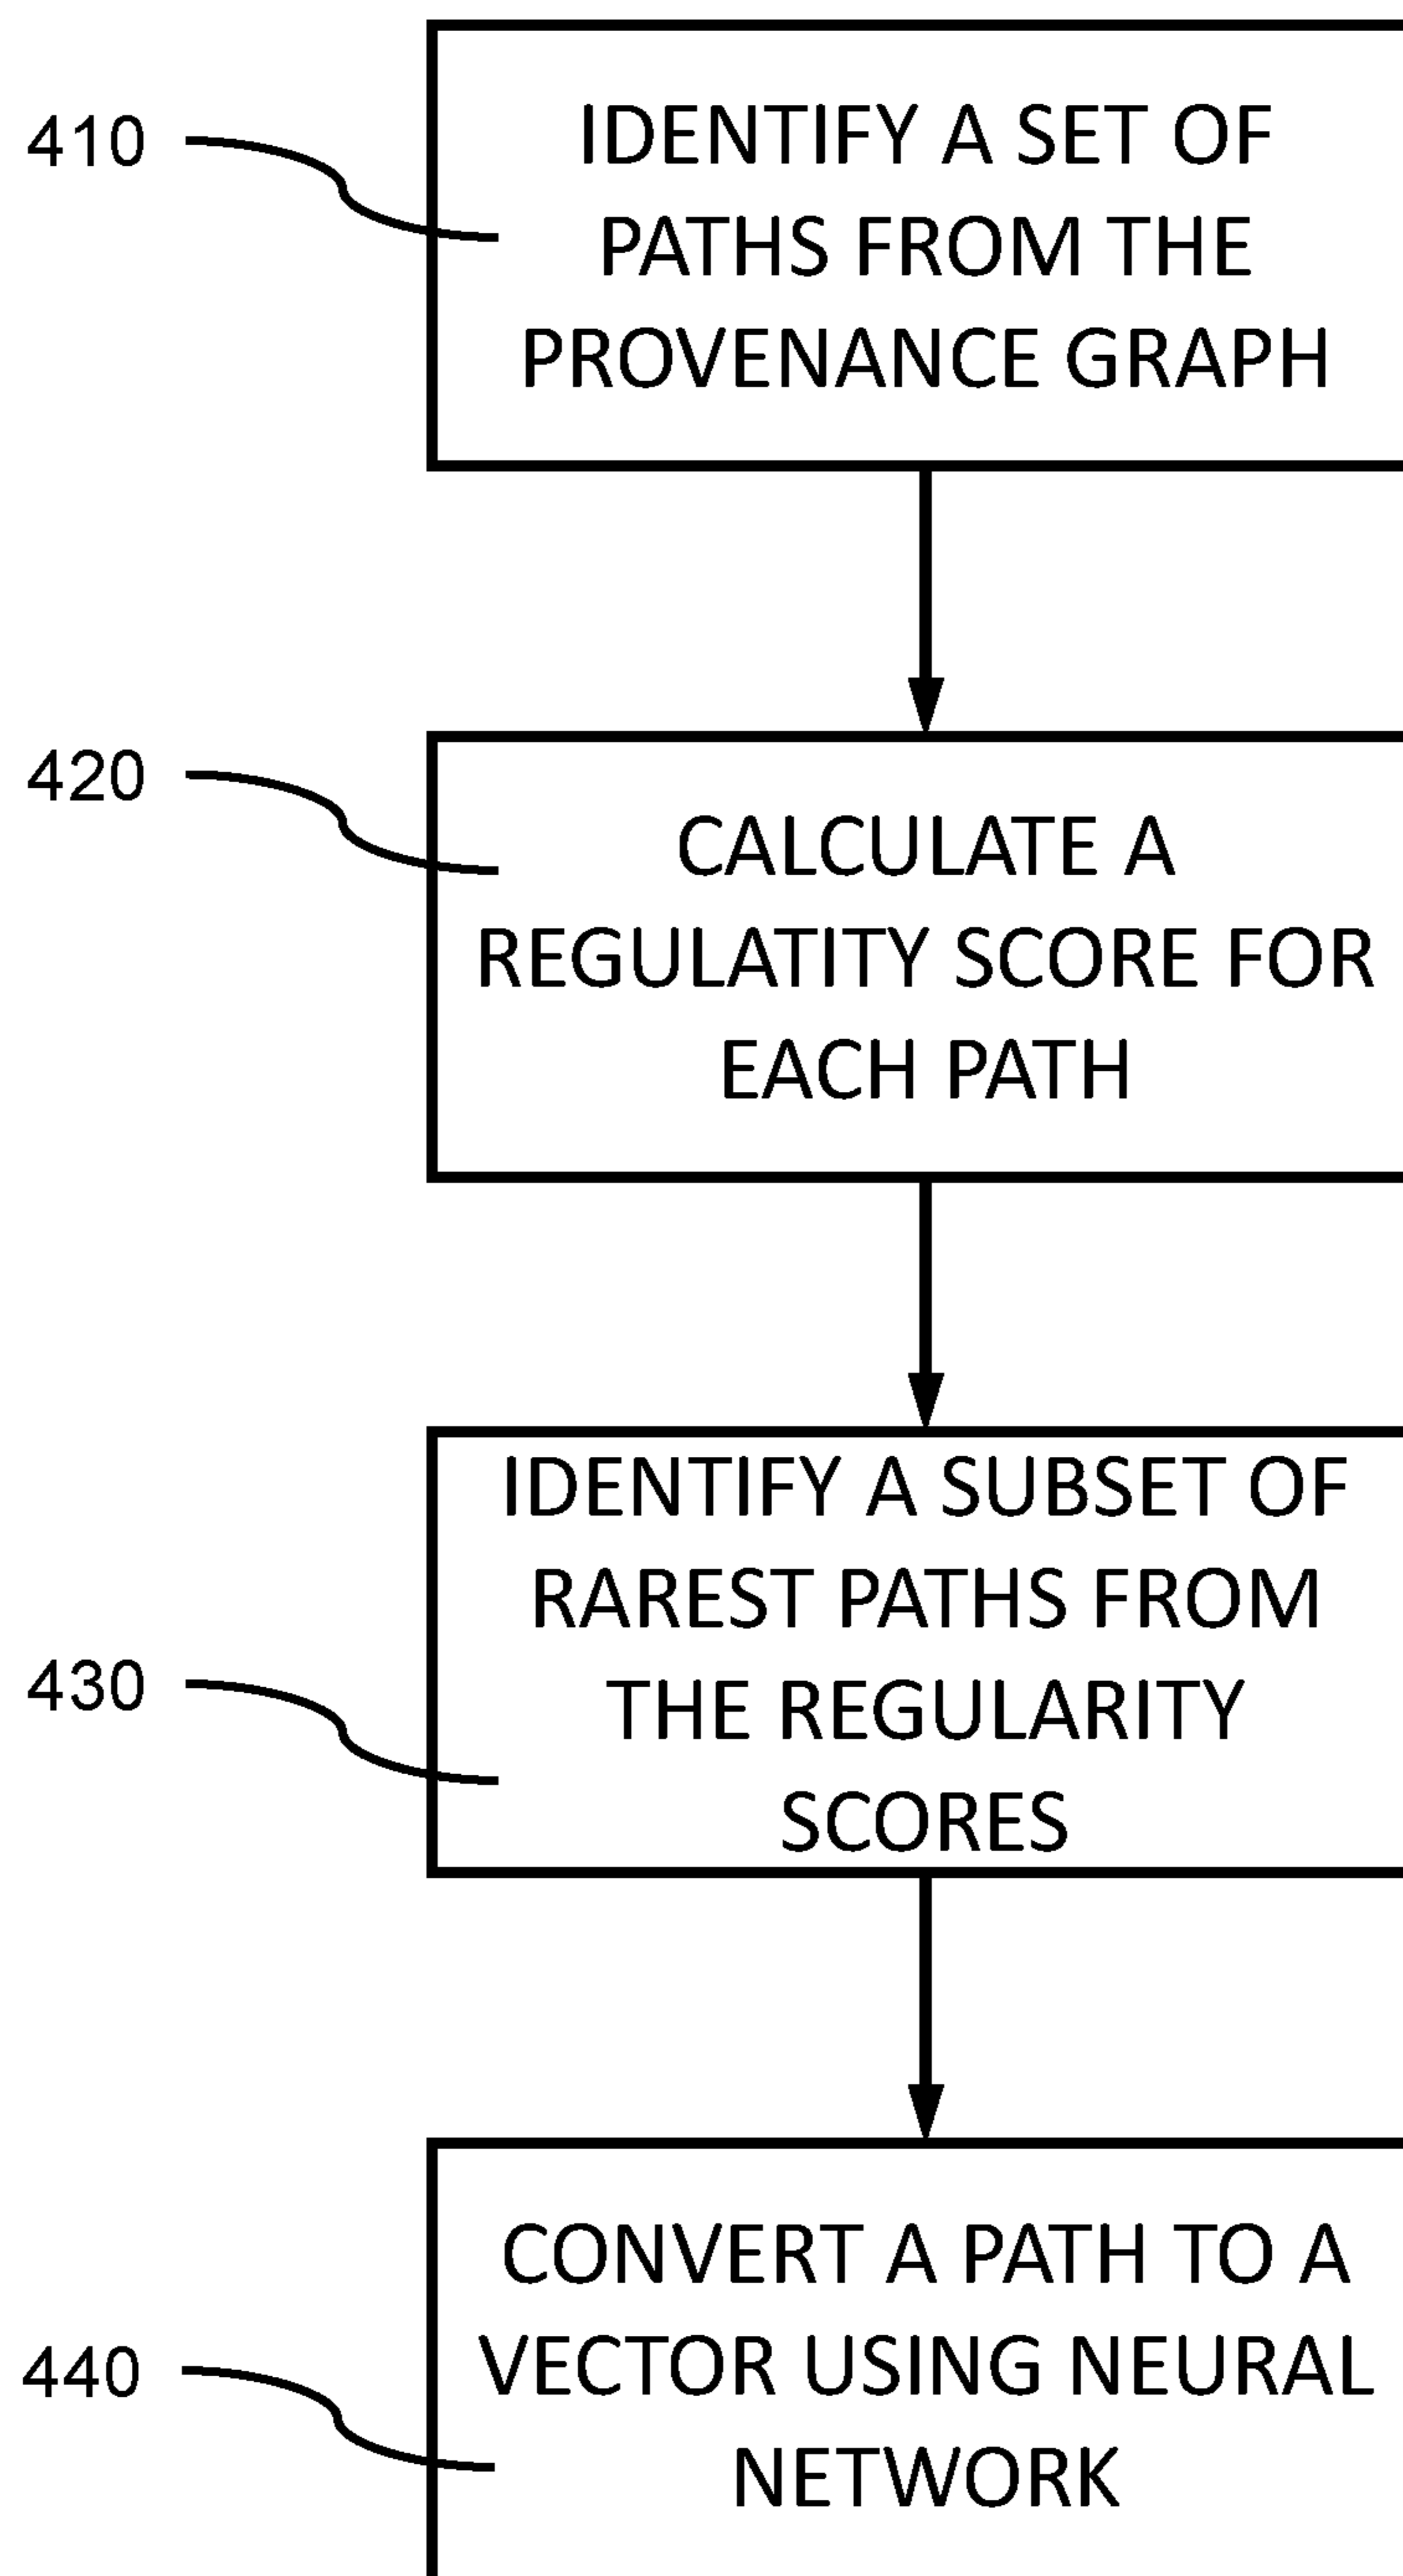 410
IDENTIFY A SET OF
PATHS FROM THE
PROVENANCE GRAPH
420
CALCULATE A
REGULATITY SCORE FOR
EACH PATH
IDENTIFY A SUBSET OF
RAREST PATHS FROM
430
THE REGULARITY
SCORES
CONVERT A PATH TO A
440
VECTOR USING NEURAL
NETWORK